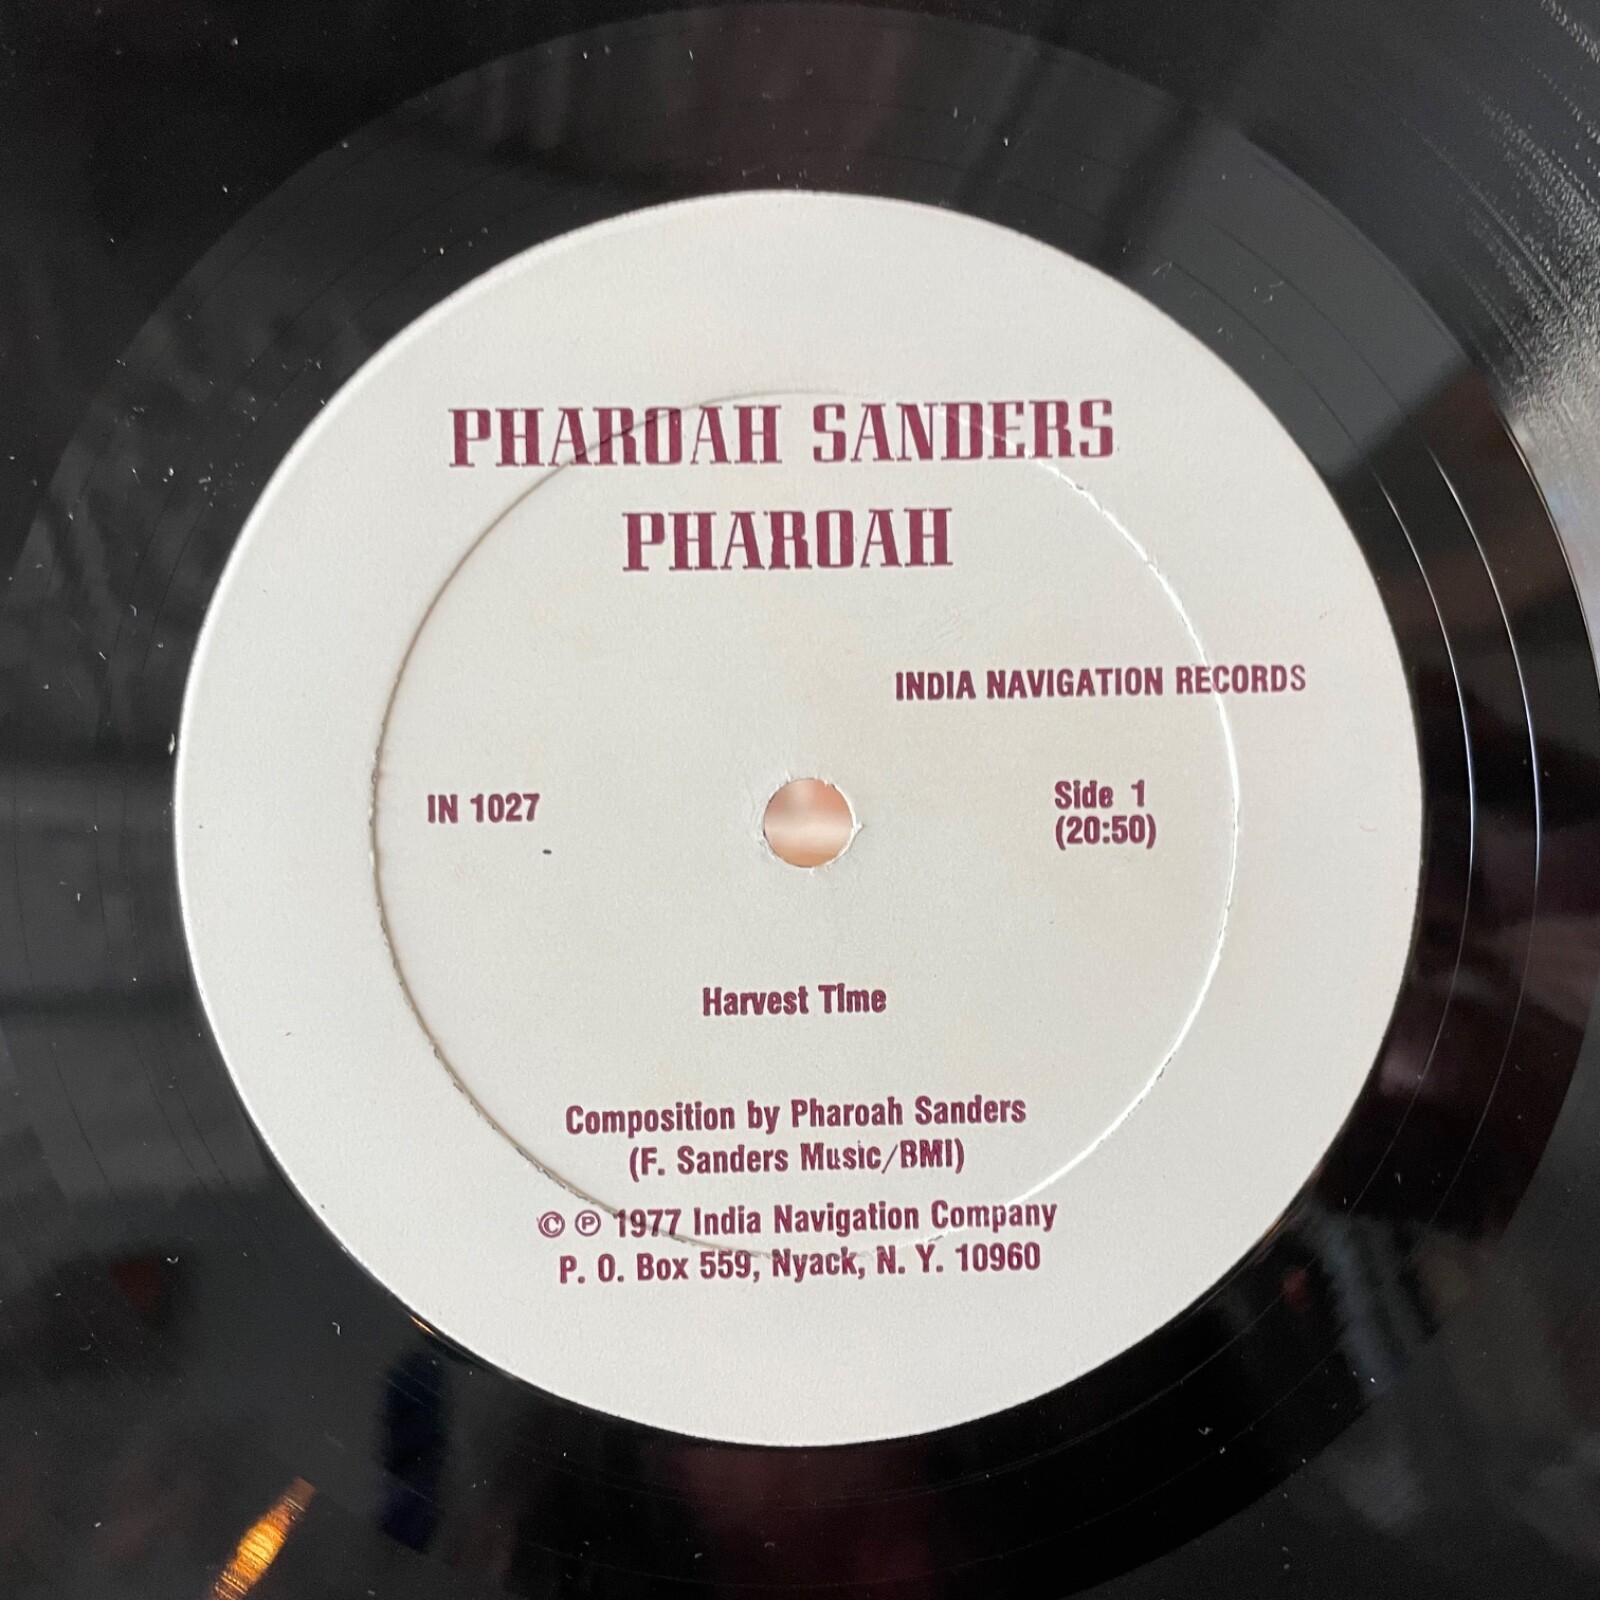 PHAROAH SANDERS
PHAROAH
INDIA NAVIGATION RECORDS
IN 1027
Side 1
(20:50)
Harvest Time
Composition by Pharoah Sanders
(F. Sanders Music/BMI)
© ℗ 1977 India Navigation Company
P. O. Box 559, Nyack, N. Y. 10960